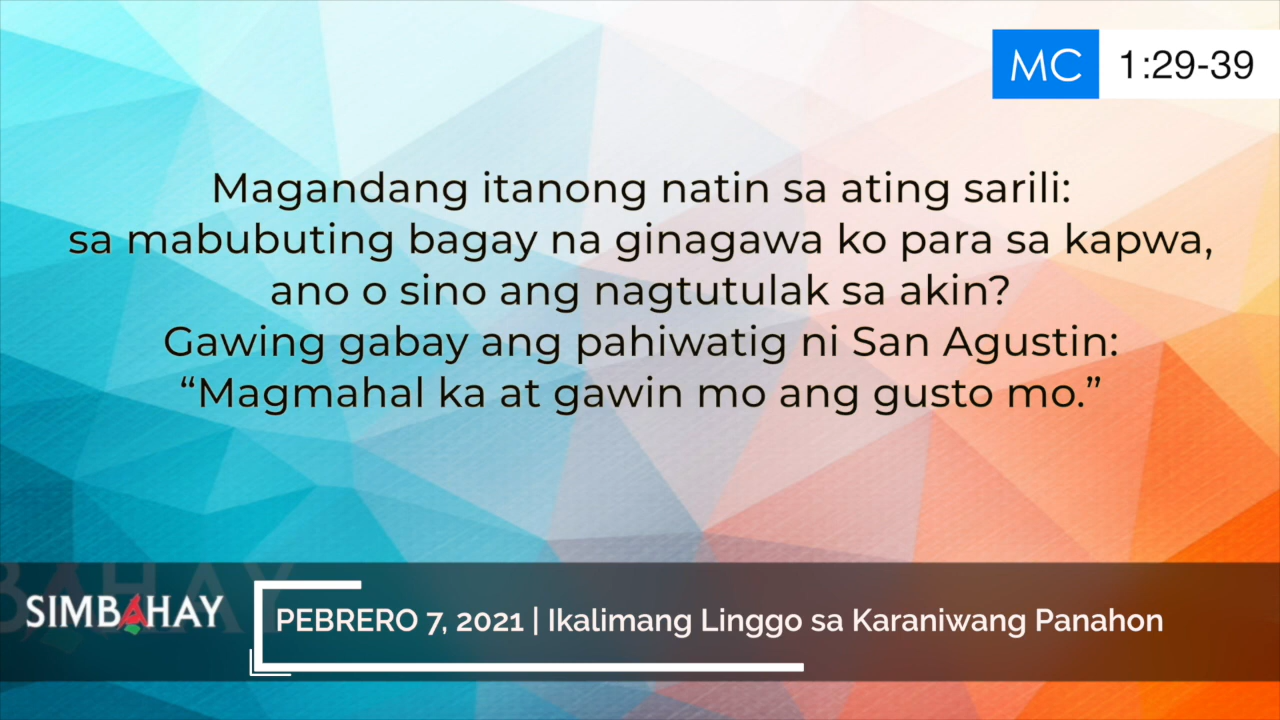 MC 1:29-39
Magandang itanong natin sa ating sarili:
sa mabubuting bagay na ginagawa ko para sa kapwa,
ano o sino ang nagtutulak sa akin?
Gawing gabay ang pahiwatig ni San Agustin:
“Magmahal ka at gawin mo ang gusto mo.”
SIMBAHAY
PEBRERO 7, 2021 | Ikalimang Linggo sa Karaniwang Panahon